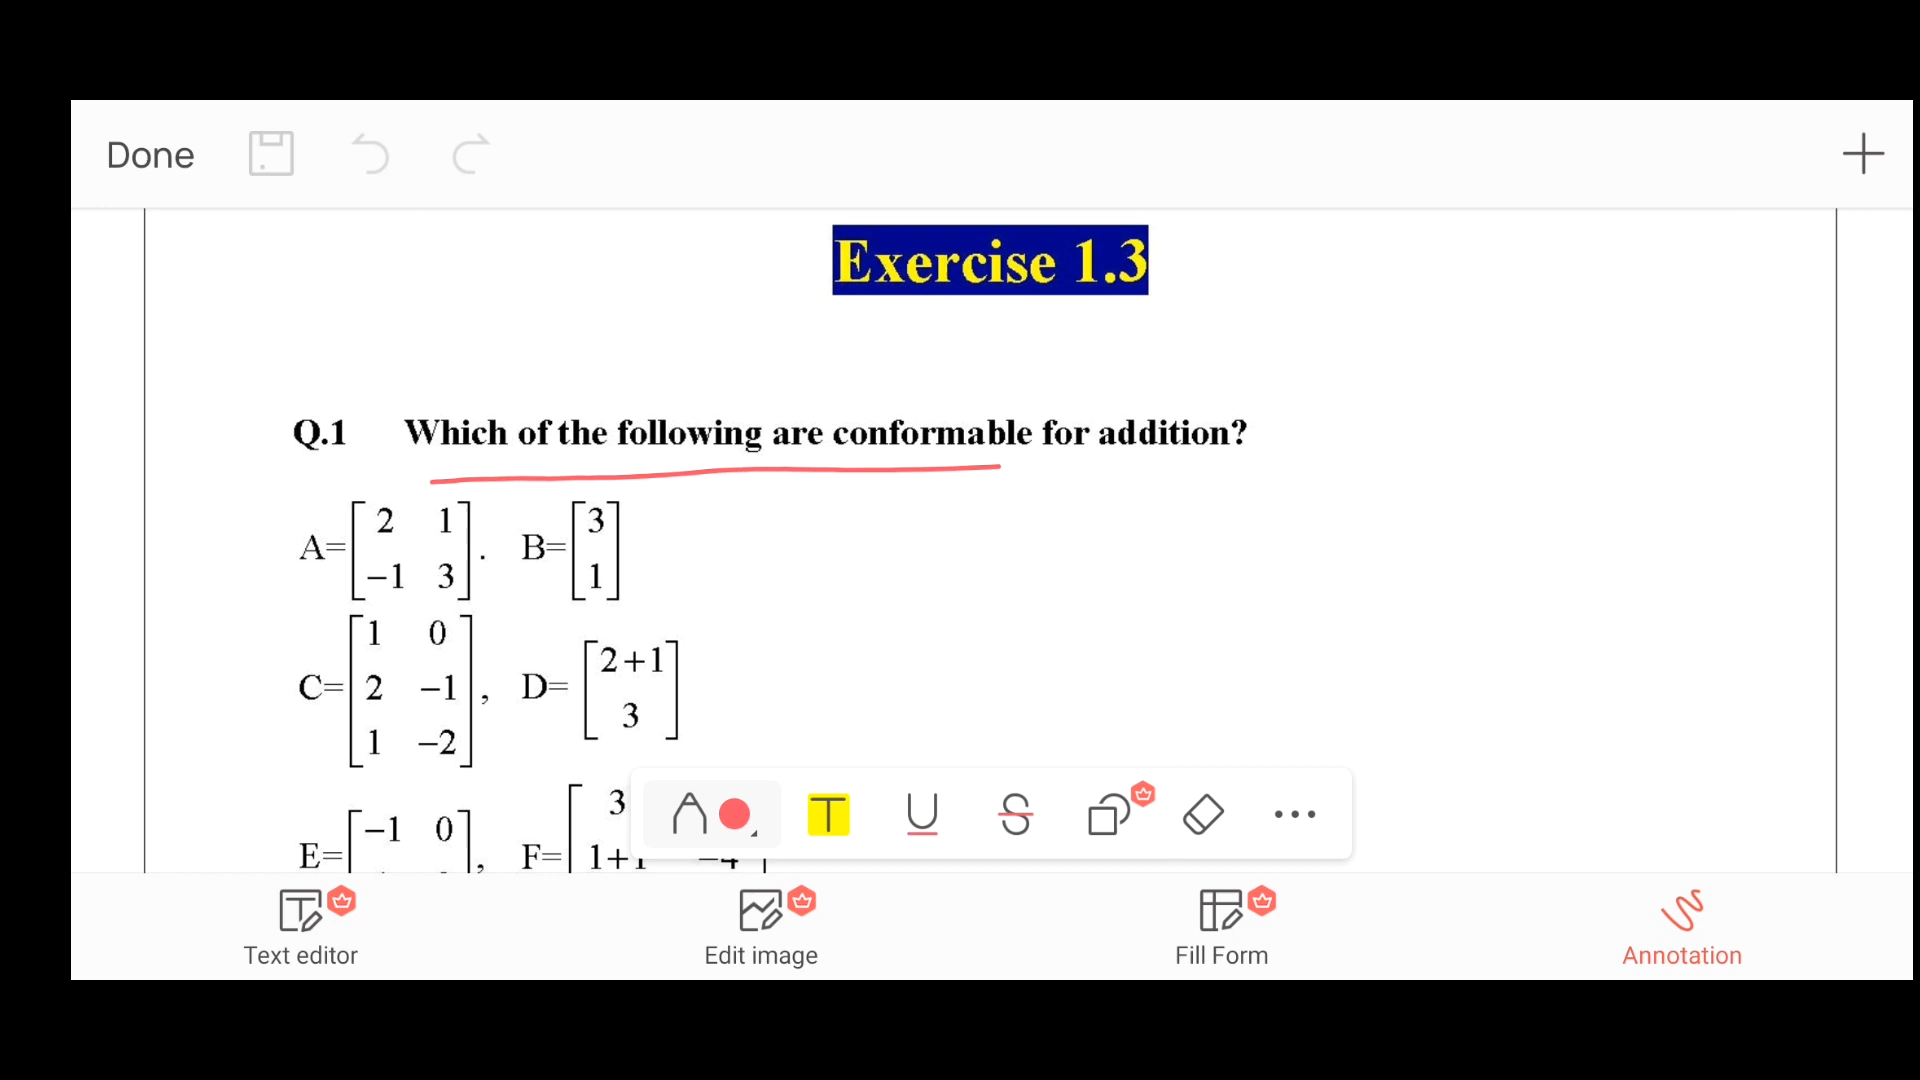 Done
Exercise 1.3
Q.1 Which of the following are conformable for addition?
A=[2 1
−1 3]. B=[3
1]
C=[1 0
2 −1
1 −2], D=[2+1
3]
E=[−1 0], F=[3
1+1 −4
Text editor
Edit image
Fill Form
Annotation